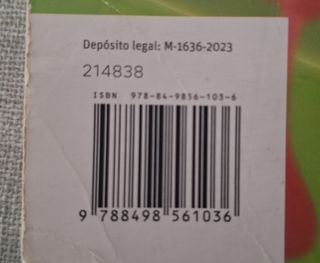 Depósito legal: M-1636-2023
214838
ISBN 978-84-9856-103-6
9 788498 561036